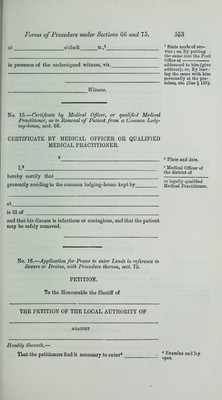 Forms of Procedure under Sections 66 and 75. 553
at o'clock M.,¹
in presence of the undersigned witness, viz.
Witness.
¹ State mode of service; or, By putting the same into the Post Office at addressed to him (give address); or, By leaving the same with him personally at the premises, etc. (See § 102).
No. 15.—Certificate by Medical Officer, or qualified Medical Practitioner, as to Removal of Patient from a Common Lodging-house, sect. 66.
CERTIFICATE BY MEDICAL OFFICER OR QUALIFIED MEDICAL PRACTITIONER.
²
² Place and date.
I,³
hereby certify that
presently residing in the common lodging-house kept by
³ Medical Officer of the district of
or legally qualified Medical Practitioner.
at
is ill of
and that his disease is infectious or contagious, and that the patient may be safely removed.
No. 16.—Application for Power to enter Lands in reference to Sewers or Drains, with Procedure thereon, sect. 75.
PETITION.
To the Honourable the Sheriff of
THE PETITION OF THE LOCAL AUTHORITY OF
AGAINST
Humbly Sheweth,—
That the petitioners find it necessary to enter⁴
⁴ Examine and lay open